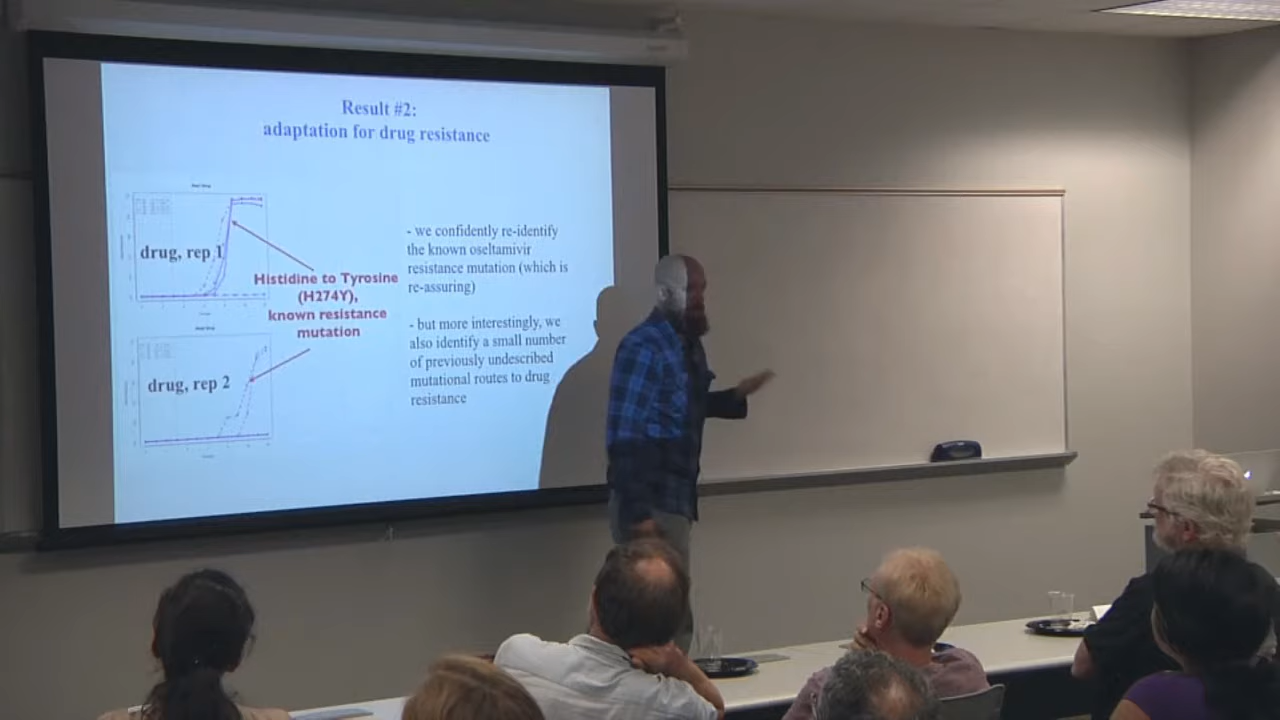 Result #2:
adaptation for drug resistance
drug, rep 1
Histidine to Tyrosine
(H274Y),
known resistance
mutation
drug, rep 2
- we confidently re-identify
the known oseltamivir
resistance mutation (which is
re-assuring)
- but more interestingly, we
also identify a small number
of previously undescribed
mutational routes to drug
resistance